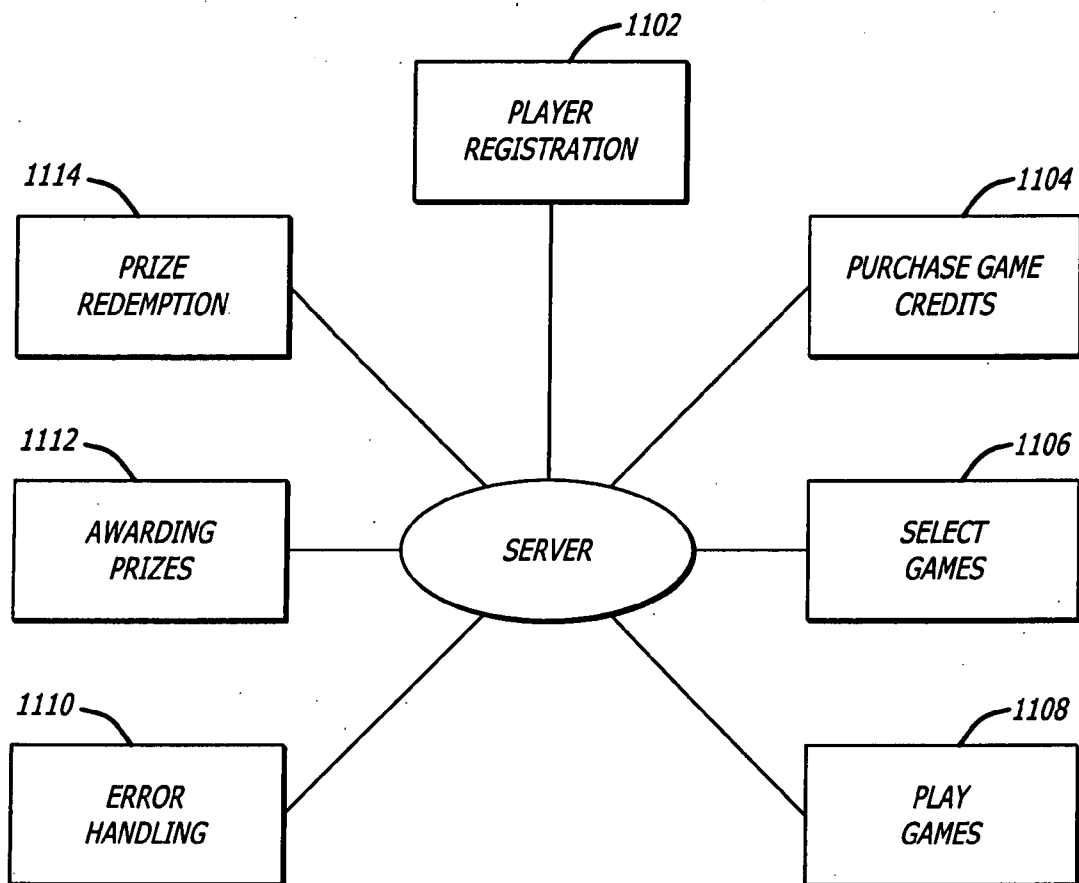 1102
PLAYER
REGISTRATION
1114
PRIZE
REDEMPTION
1104
PURCHASE GAME
CREDITS
1112
AWARDING
PRIZES
SERVER
1106
SELECT
GAMES
1110
ERROR
HANDLING
1108
PLAY
GAMES